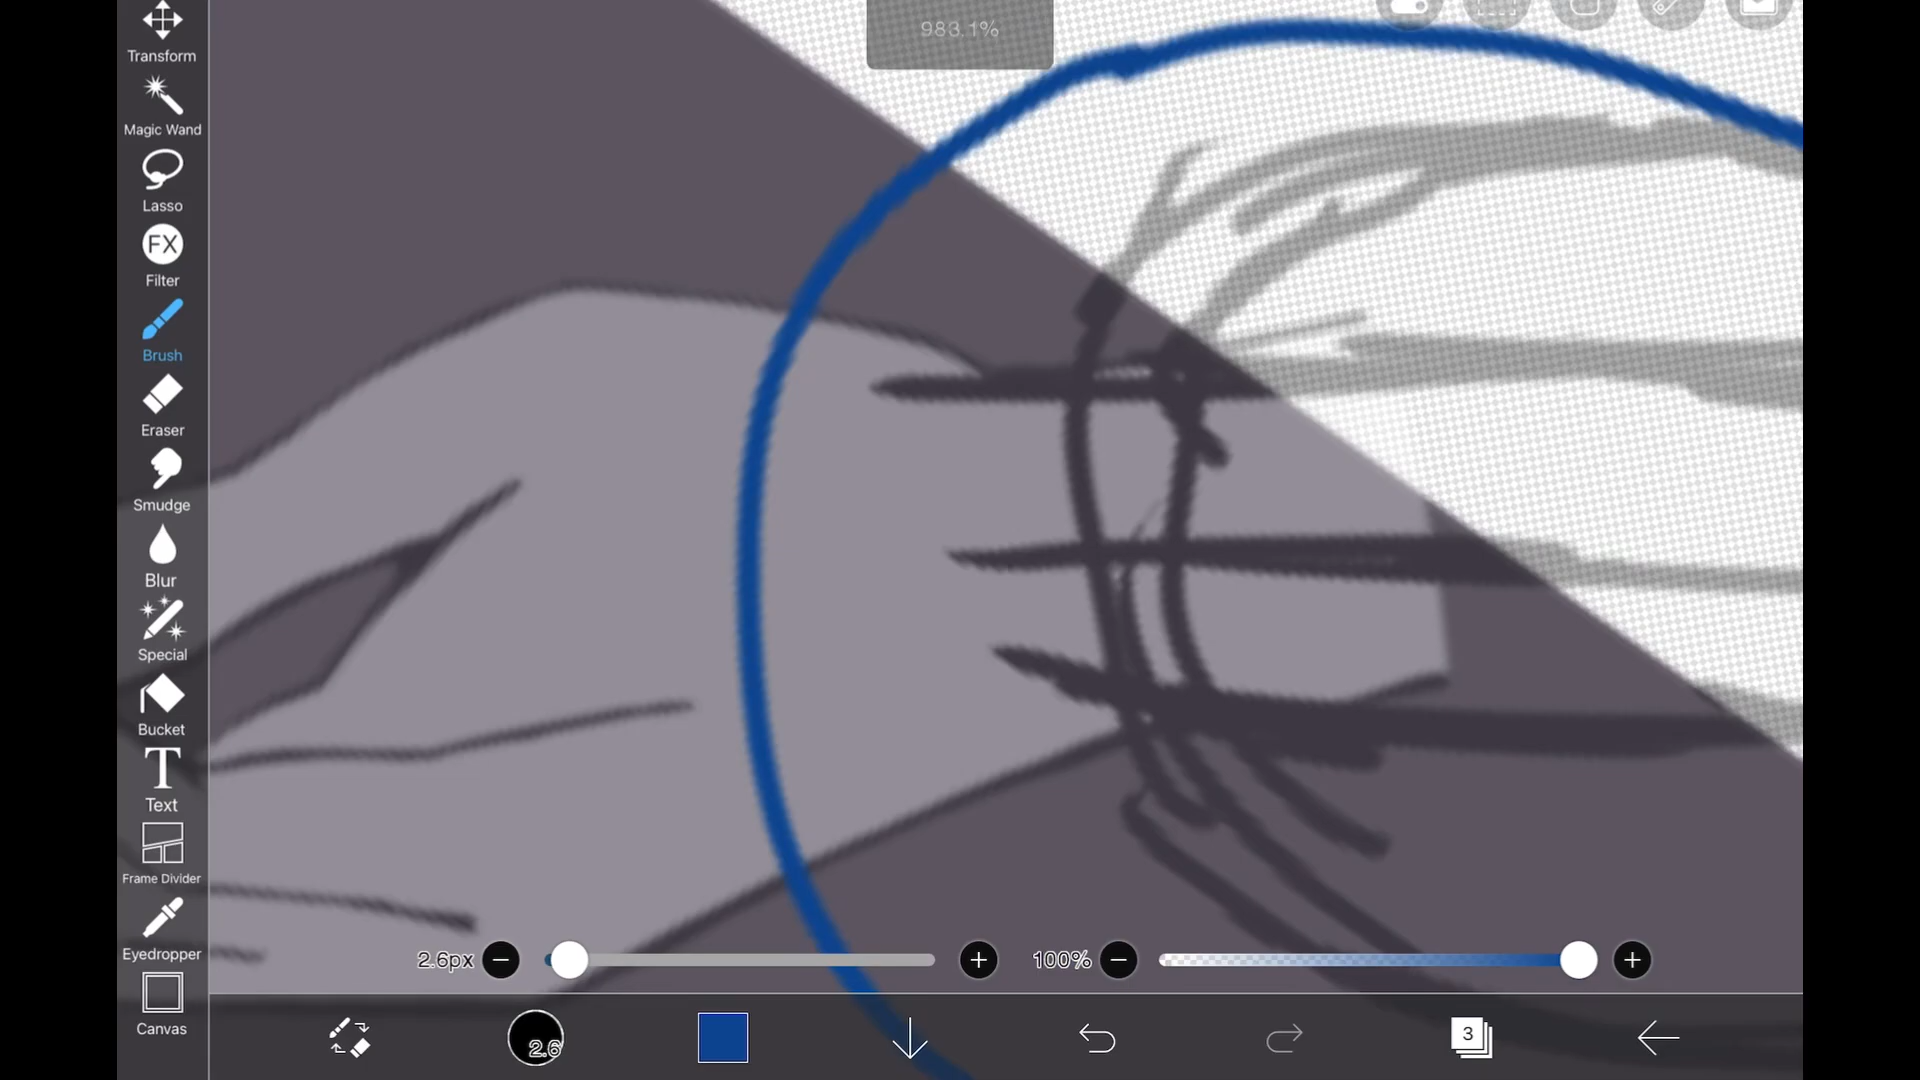 983.1%
Transform
Magic Wand
Lasso
FX
Filter
Brush
Eraser
Smudge
Blur
Special
Bucket
T
Text
Frame Divider
Eyedropper
Canvas
2.6px
100%
2.6
3